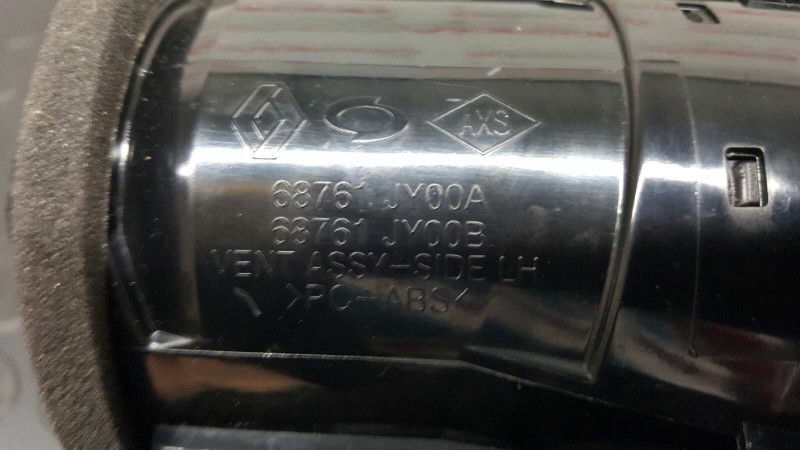 AXS
68761 JY00A
68761 JY00B
VENT ASSY-SIDE LH
>PC-ABS<